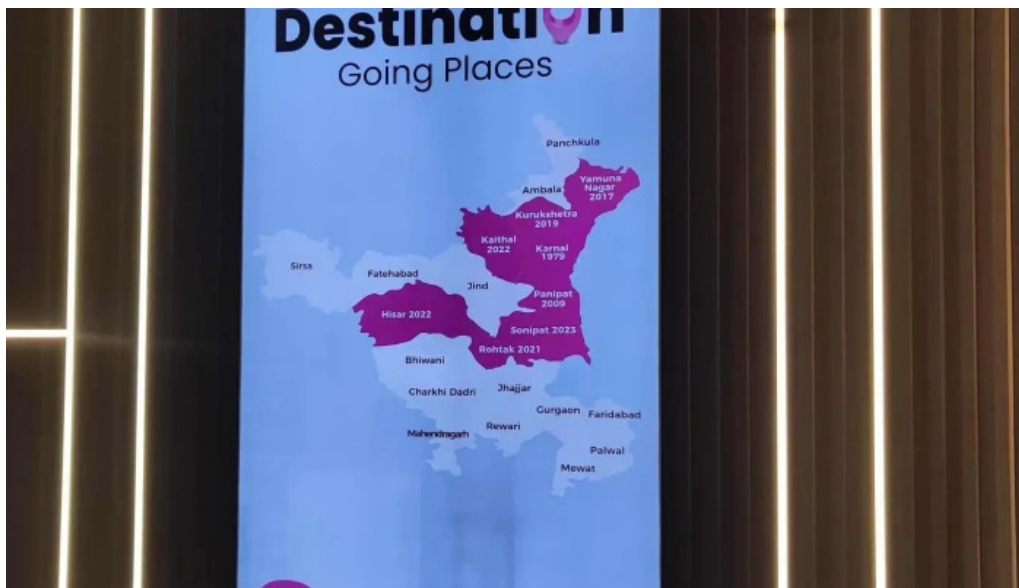 Destination
Going Places
Panchkula
Yamuna
Nagar
2017
Ambala
Kurukshetra
2019
Kaithal
2022
Karnal
1979
Sirsa
Fatehabad
Jind
Panipat
2009
Hisar 2022
Sonipat 2023
Rohtak 2021
Bhiwani
Charkhi Dadri
Jhajjar
Gurgaon
Faridabad
Rewari
Mahendragarh
Palwal
Mewat